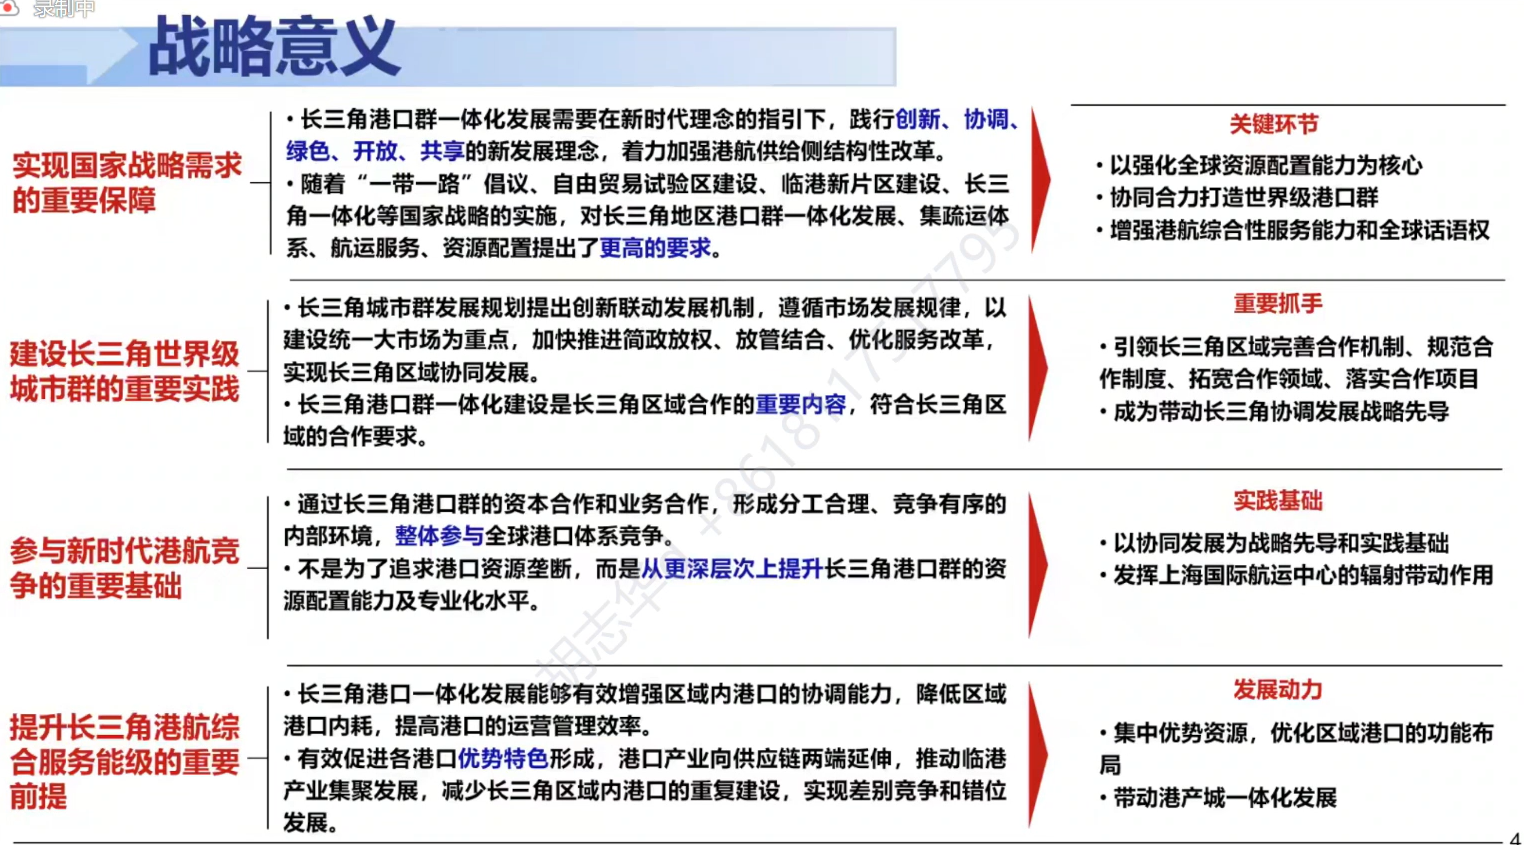 录制中
战略意义
实现国家战略需求
的重要保障
• 长三角港口群一体化发展需要在新时代理念的指引下，践行创新、协调、
绿色、开放、共享的新发展理念，着力加强港航供给侧结构性改革。
• 随着“一带一路”倡议、自由贸易试验区建设、临港新片区建设、长三
角一体化等国家战略的实施，对长三角地区港口群一体化发展、集疏运体
系、航运服务、资源配置提出了更高的要求。
关键环节
• 以强化全球资源配置能力为核心
• 协同合力打造世界级港口群
• 增强港航综合性服务能力和全球话语权
建设长三角世界级
城市群的重要实践
• 长三角城市群发展规划提出创新联动发展机制，遵循市场发展规律，以
建设统一大市场为重点，加快推进简政放权、放管结合、优化服务改革，
实现长三角区域协同发展。
• 长三角港口群一体化建设是长三角区域合作的重要内容，符合长三角区
域的合作要求。
重要抓手
• 引领长三角区域完善合作机制、规范合
作制度、拓宽合作领域、落实合作项目
• 成为带动长三角协调发展战略先导
参与新时代港航竞
争的重要基础
• 通过长三角港口群的资本合作和业务合作，形成分工合理、竞争有序的
内部环境，整体参与全球港口体系竞争。
• 不是为了追求港口资源垄断，而是从更深层次上提升长三角港口群的资
源配置能力及专业化水平。
实践基础
• 以协同发展为战略先导和实践基础
• 发挥上海国际航运中心的辐射带动作用
提升长三角港航综
合服务能级的重要
前提
• 长三角港口一体化发展能够有效增强区域内港口的协调能力，降低区域
港口内耗，提高港口的运营管理效率。
• 有效促进各港口优势特色形成，港口产业向供应链两端延伸，推动临港
产业集聚发展，减少长三角区域内港口的重复建设，实现差别竞争和错位
发展。
发展动力
• 集中优势资源，优化区域港口的功能布
局
• 带动港产城一体化发展
4